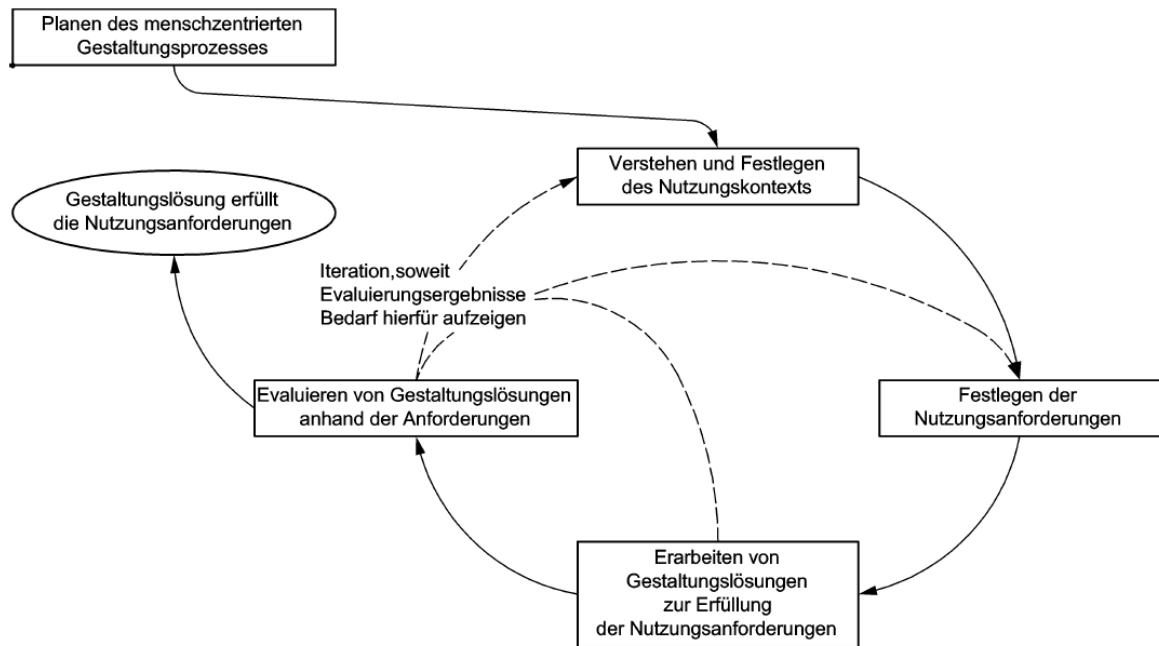 Planen des menschzentrierten
Gestaltungsprozesses
Verstehen und Festlegen
des Nutzungskontexts
Gestaltungslösung erfüllt
die Nutzungsanforderungen
Iteration,soweit
Evaluierungsergebnisse
Bedarf hierfür aufzeigen
Evaluieren von Gestaltungslösungen
anhand der Anforderungen
Festlegen der
Nutzungsanforderungen
Erarbeiten von
Gestaltungslösungen
zur Erfüllung
der Nutzungsanforderungen